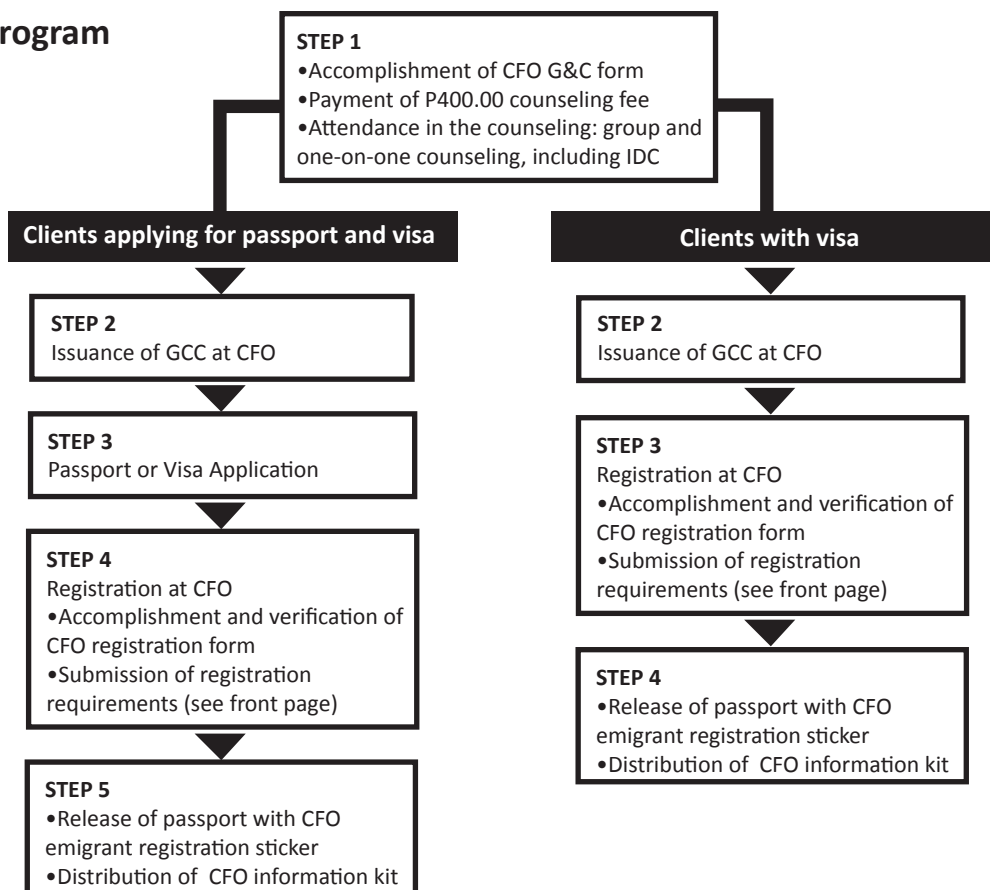 rogram
STEP 1
•Accomplishment of CFO G&C form
•Payment of P400.00 counseling fee
•Attendance in the counseling: group and
one-on-one counseling, including IDC
Clients applying for passport and visa
STEP 2
Issuance of GCC at CFO
STEP 3
Passport or Visa Application
STEP 4
Registration at CFO
•Accomplishment and verification of
CFO registration form
•Submission of registration
requirements (see front page)
STEP 5
•Release of passport with CFO
emigrant registration sticker
•Distribution of CFO information kit
Clients with visa
STEP 2
Issuance of GCC at CFO
STEP 3
Registration at CFO
•Accomplishment and verification of
CFO registration form
•Submission of registration
requirements (see front page)
STEP 4
•Release of passport with CFO
emigrant registration sticker
•Distribution of CFO information kit